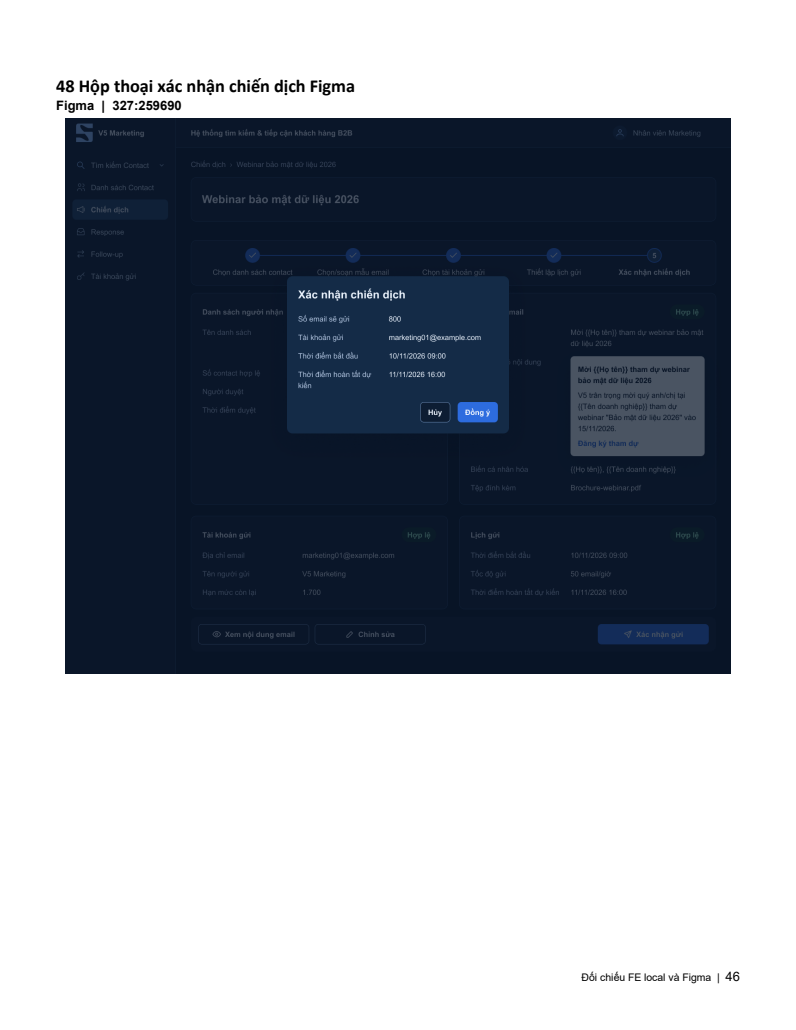 48 Hộp thoại xác nhận chiến dịch Figma
Figma | 327:259690
V5 Marketing
Hệ thống tìm kiếm & tiếp cận khách hàng B2B
Nhân viên Marketing
Tìm kiếm Contact
Danh sách Contact
Chiến dịch
Response
Follow-up
Tài khoản gửi
Chiến dịch › Webinar bảo mật dữ liệu 2026
Webinar bảo mật dữ liệu 2026
Chọn danh sách contact
Chọn/soạn mẫu email
Chọn tài khoản gửi
Thiết lập lịch gửi
5
Xác nhận chiến dịch
Danh sách người nhận
Tên danh sách
Số contact hợp lệ
Người duyệt
Thời điểm duyệt
Xác nhận chiến dịch
Số email sẽ gửi 800
Tài khoản gửi marketing01@example.com
Thời điểm bắt đầu 10/11/2026 09:00
Thời điểm hoàn tất dự kiến 11/11/2026 16:00
Hủy
Đồng ý
email
Hợp lệ
Mời {{Họ tên}} tham dự webinar bảo mật
dữ liệu 2026
nội dung
Mời {{Họ tên}} tham dự webinar
bảo mật dữ liệu 2026
V5 trân trọng mời quý anh/chị tại
{{Tên doanh nghiệp}} tham dự
webinar "Bảo mật dữ liệu 2026" vào
15/11/2026.
Đăng ký tham dự
Biến cá nhân hóa {{Họ tên}}, {{Tên doanh nghiệp}}
Tệp đính kèm Brochure-webinar.pdf
Tài khoản gửi Hợp lệ
Địa chỉ email marketing01@example.com
Tên người gửi V5 Marketing
Hạn mức còn lại 1.700
Lịch gửi Hợp lệ
Thời điểm bắt đầu 10/11/2026 09:00
Tốc độ gửi 50 email/giờ
Thời điểm hoàn tất dự kiến 11/11/2026 16:00
Xem nội dung email
Chỉnh sửa
Xác nhận gửi
Đối chiếu FE local và Figma | 46